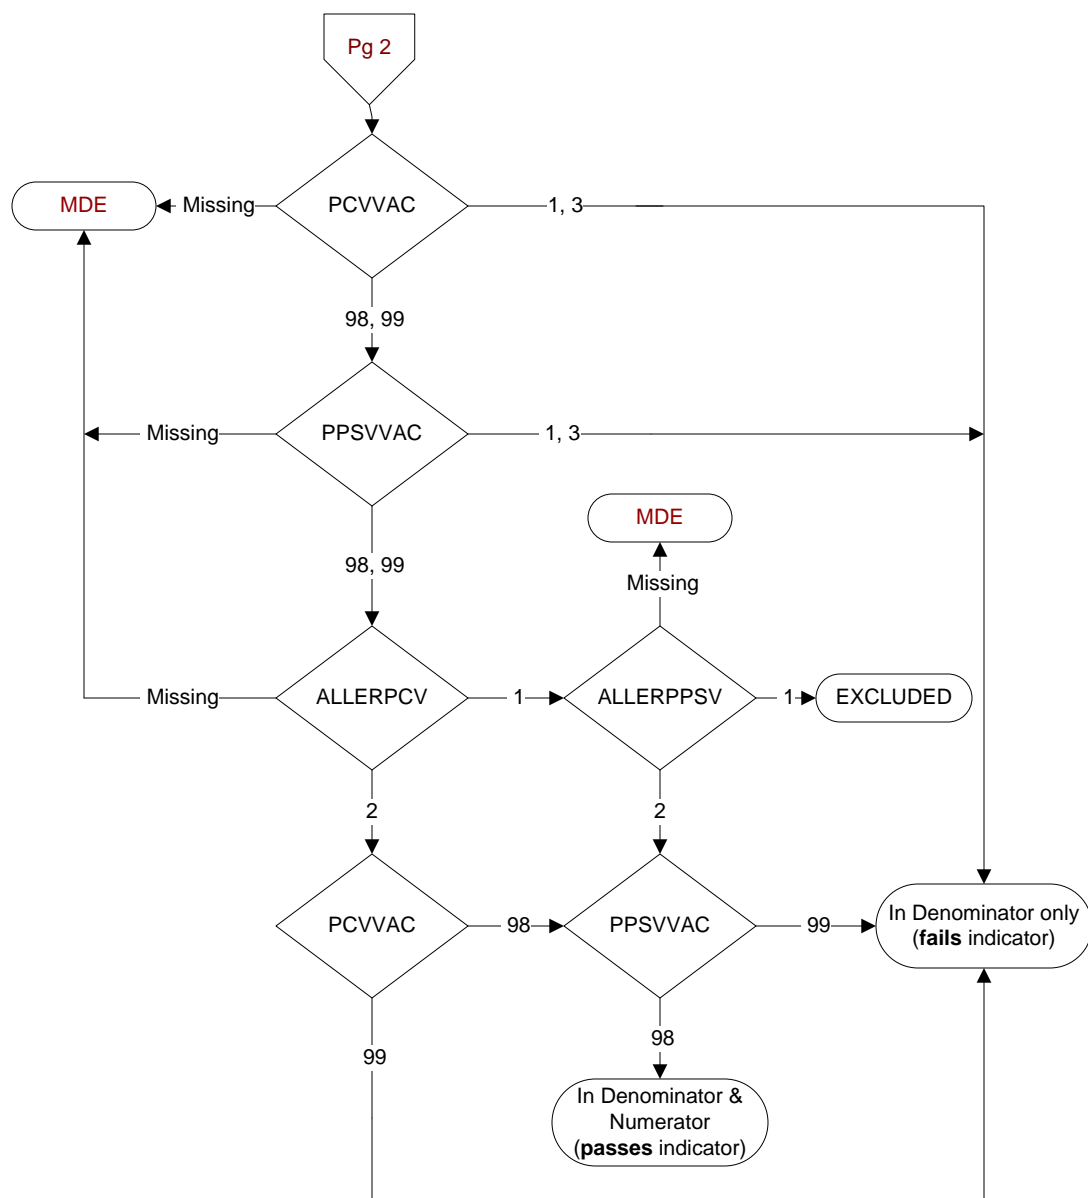 Pg 2
MDE
Missing
PCVVAC
1, 3
98, 99
Missing
PPSVVAC
1, 3
MDE
98, 99
Missing
Missing
ALLERPCV
1
ALLERPPSV
1
EXCLUDED
2
2
PCVVAC
98
PPSVVAC
99
In Denominator only
(fails indicator)
99
98
In Denominator &
Numerator
(passes indicator)